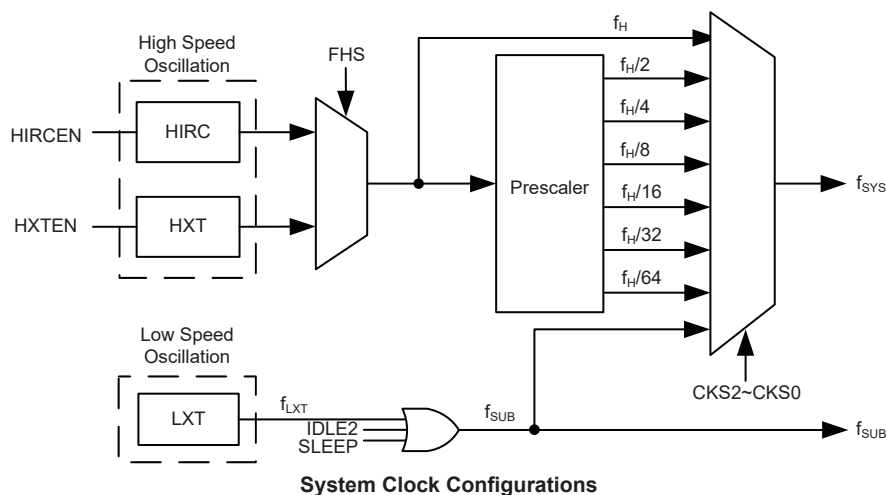 High Speed
Oscillation
FHS
f_H
HIRCEN
HIRC
HXTEN
HXT
Prescaler
f_H/2
f_H/4
f_H/8
f_H/16
f_H/32
f_H/64
f_SYS
CKS2~CKS0
Low Speed
Oscillation
LXT
f_LXT
IDLE2
SLEEP
f_SUB
f_SUB
System Clock Configurations